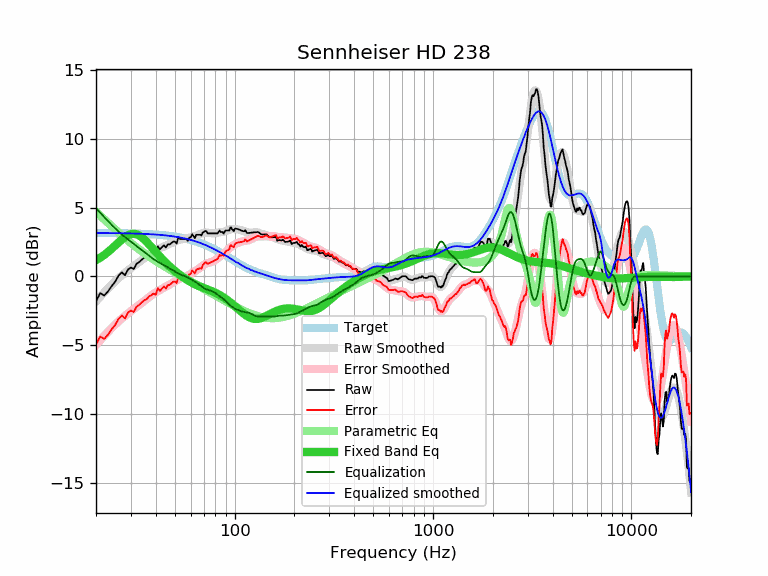 Sennheiser HD 238
15
10
5
0
−5
−10
−15
Amplitude (dBr)
Target
Raw Smoothed
Error Smoothed
Raw
Error
Parametric Eq
Fixed Band Eq
Equalization
Equalized smoothed
100 1000 10000
Frequency (Hz)